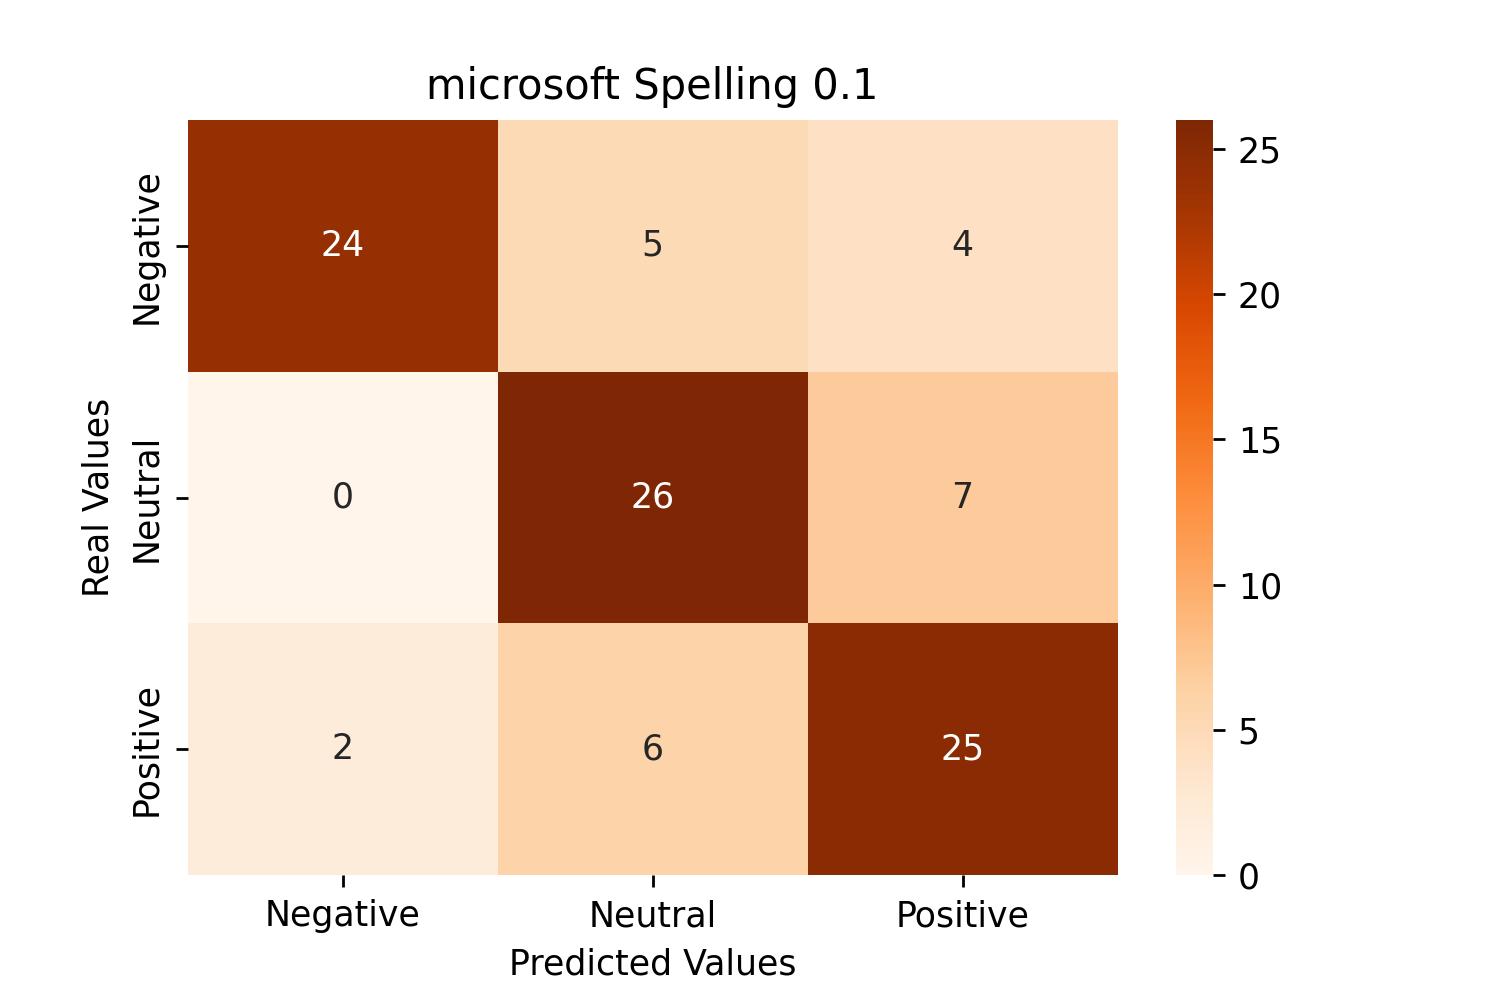 microsoft Spelling 0.1
Real Values
Negative
24 5 4
Neutral
0 26 7
Positive
2 6 25
Negative Neutral Positive
Predicted Values
25
20
15
10
5
0